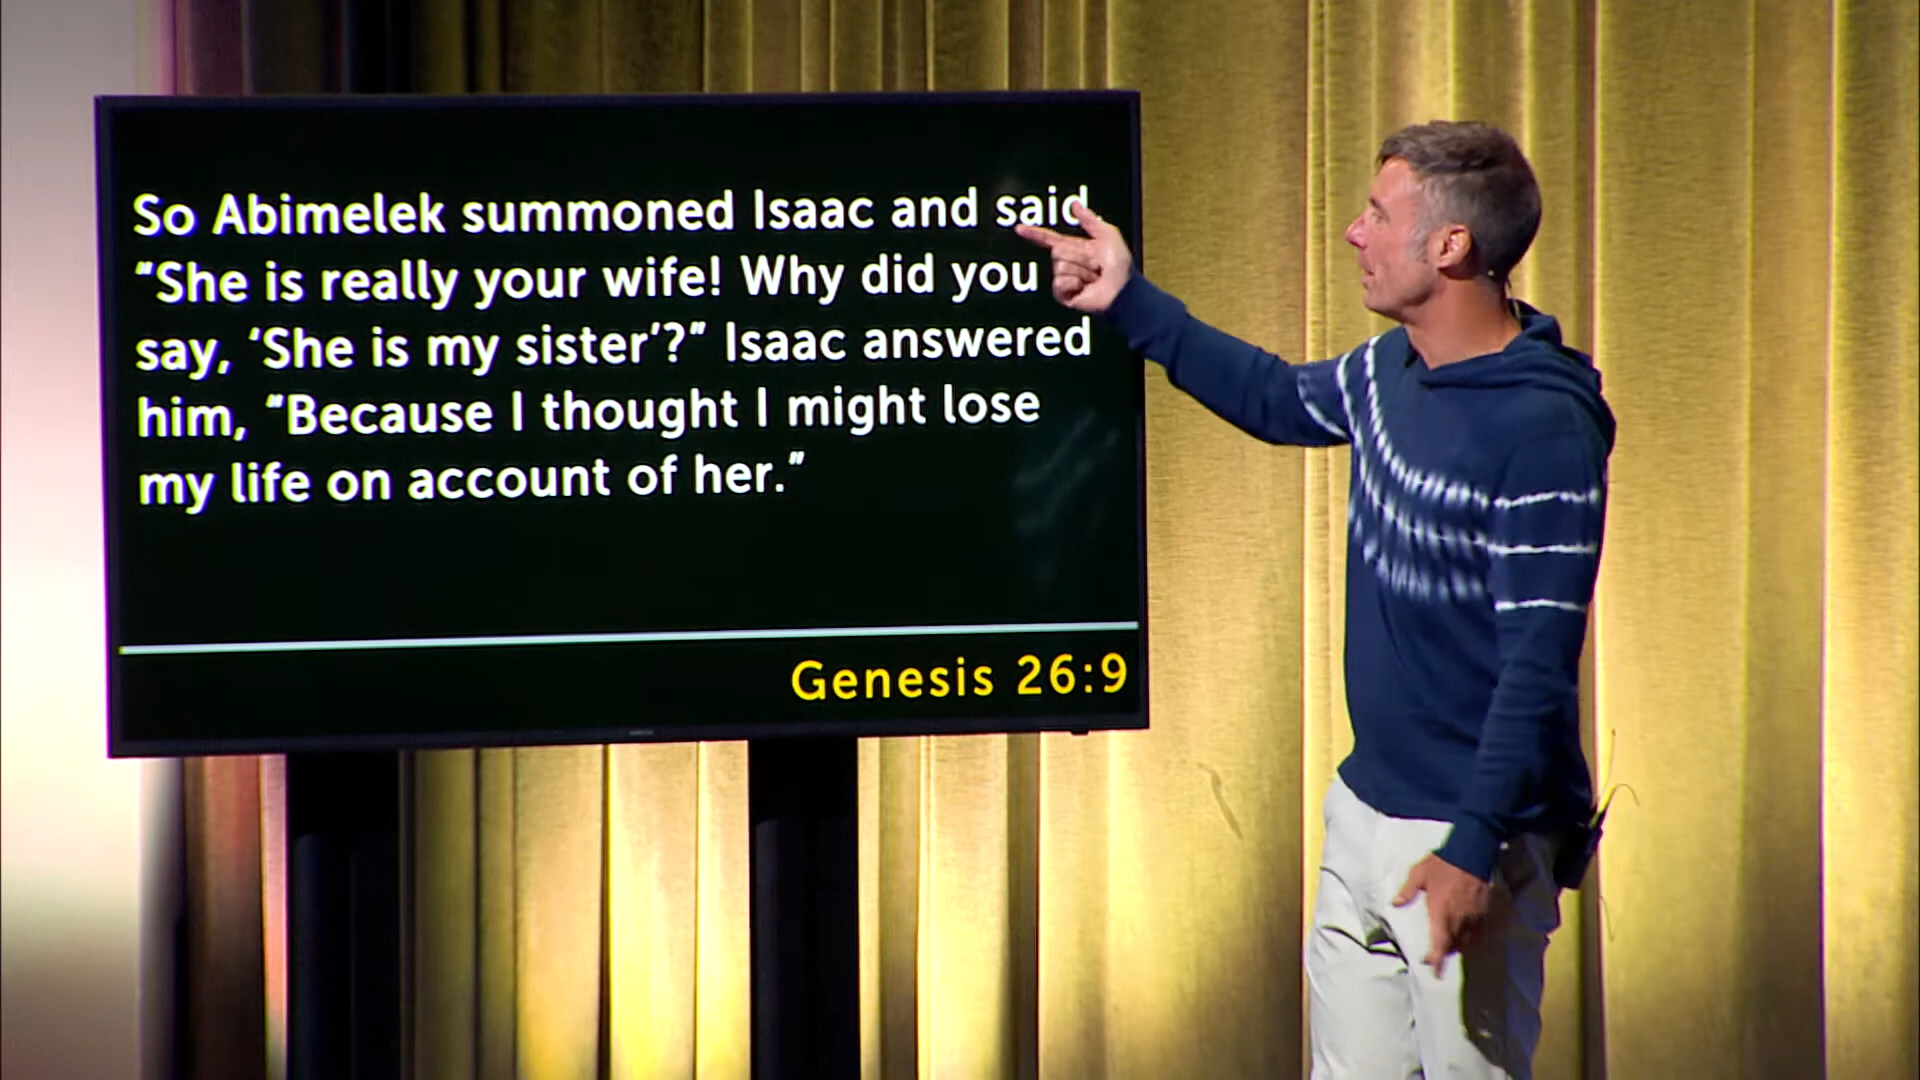 So Abimelek summoned Isaac and said,
“She is really your wife! Why did you
say, ‘She is my sister’?” Isaac answered
him, “Because I thought I might lose
my life on account of her.”
Genesis 26:9